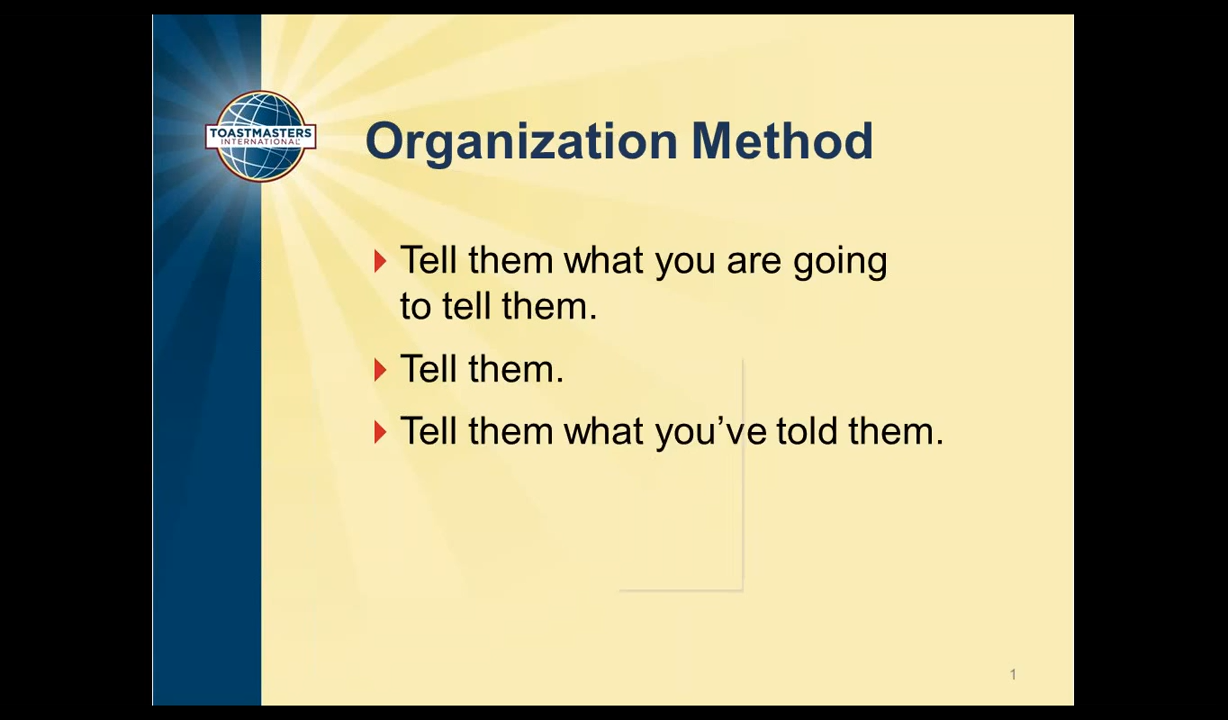 TOASTMASTERS
INTERNATIONAL
Organization Method
Tell them what you are going
to tell them.
Tell them.
Tell them what you’ve told them.
1